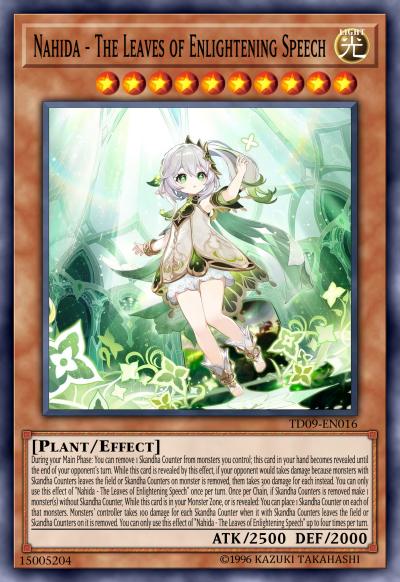 Nahida - The Leaves of Enlightening Speech
LIGHT
光
TD09-EN016
[Plant/Effect]
During your Main Phase: You can remove 1 Skandha Counter from monsters you control; this card in your hand becomes revealed until
the end of your opponent's turn. While this card is revealed by this effect, if your opponent would takes damage because monsters with
Skandha Counters leaves the field or Skandha Counters on monster is removed, then takes 300 damage for each instead. You can only
use this effect of "Nahida - The Leaves of Enlightening Speech" once per turn. Once per Chain, if Skandha Counters is removed make 1
monster(s) without Skandha Counter, While this card is in your Monster Zone, or is revealed: You can place 1 Skandha Counter on each
of that monsters. Monsters' controller takes 100 damage for each Skandha Counter when it with Skandha Counters leaves the field or
Skandha Counters on it is removed. You can only use this effect of "Nahida - The Leaves of Enlightening Speech" up to four times per turn.
ATK/2500 DEF/2000
15005204
©1996 KAZUKI TAKAHASHI